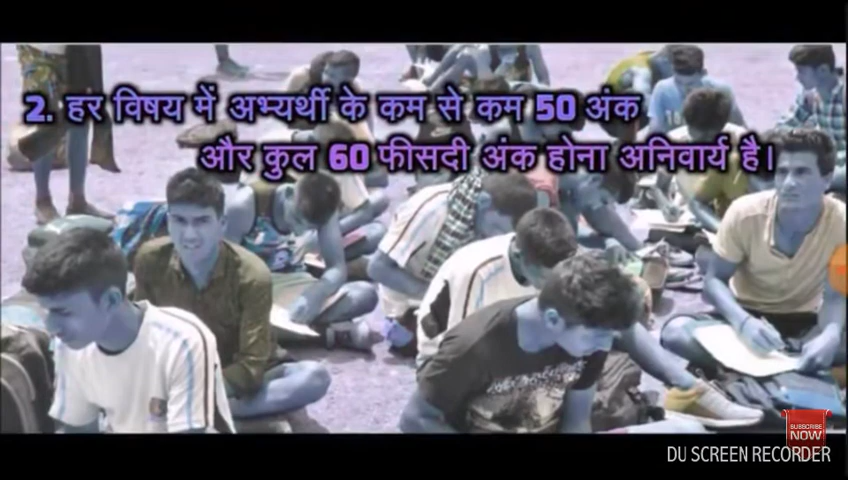 2. हर विषय में अभ्यर्थी के कम से कम 50 अंक
और कुल 60 फीसदी अंक होना अनिवार्य है।
SUBSCRIBE
NOW
DU SCREEN RECORDER